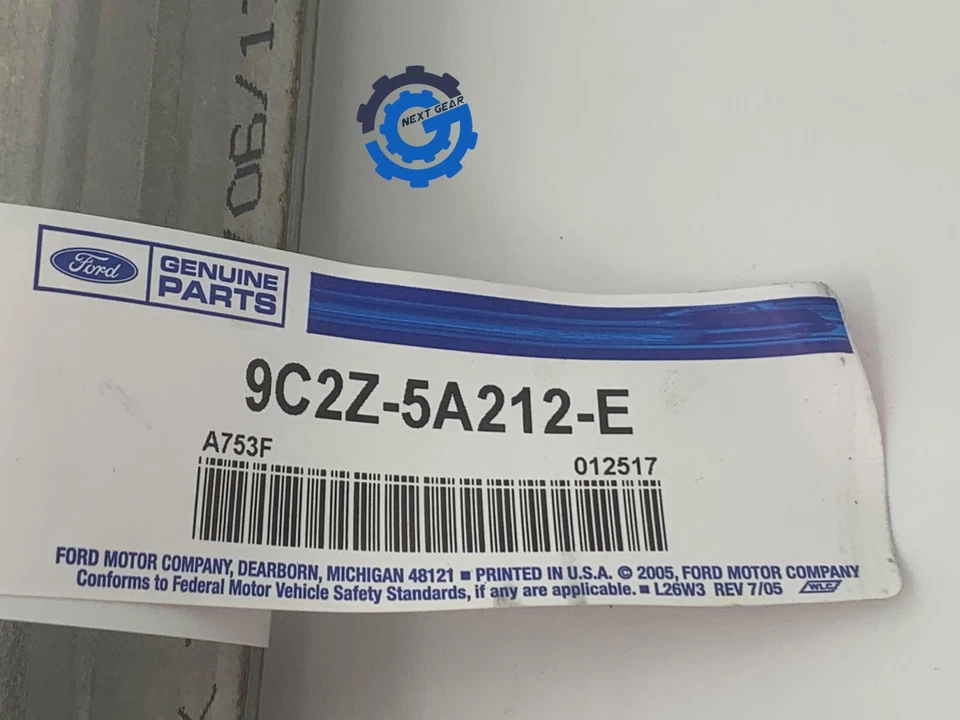 06/1
NEXT GEAR
Ford
GENUINE
PARTS
9C2Z-5A212-E
A753F
012517
FORD MOTOR COMPANY, DEARBORN, MICHIGAN 48121 ■ PRINTED IN U.S.A. © 2005, FORD MOTOR COMPANY
Conforms to Federal Motor Vehicle Safety Standards, if any are applicable. ■ L26W3 REV 7/05 WLC